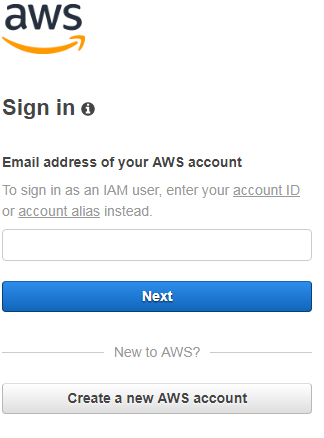 aws
Sign in
Email address of your AWS account
To sign in as an IAM user, enter your account ID
or account alias instead.
Next
New to AWS?
Create a new AWS account